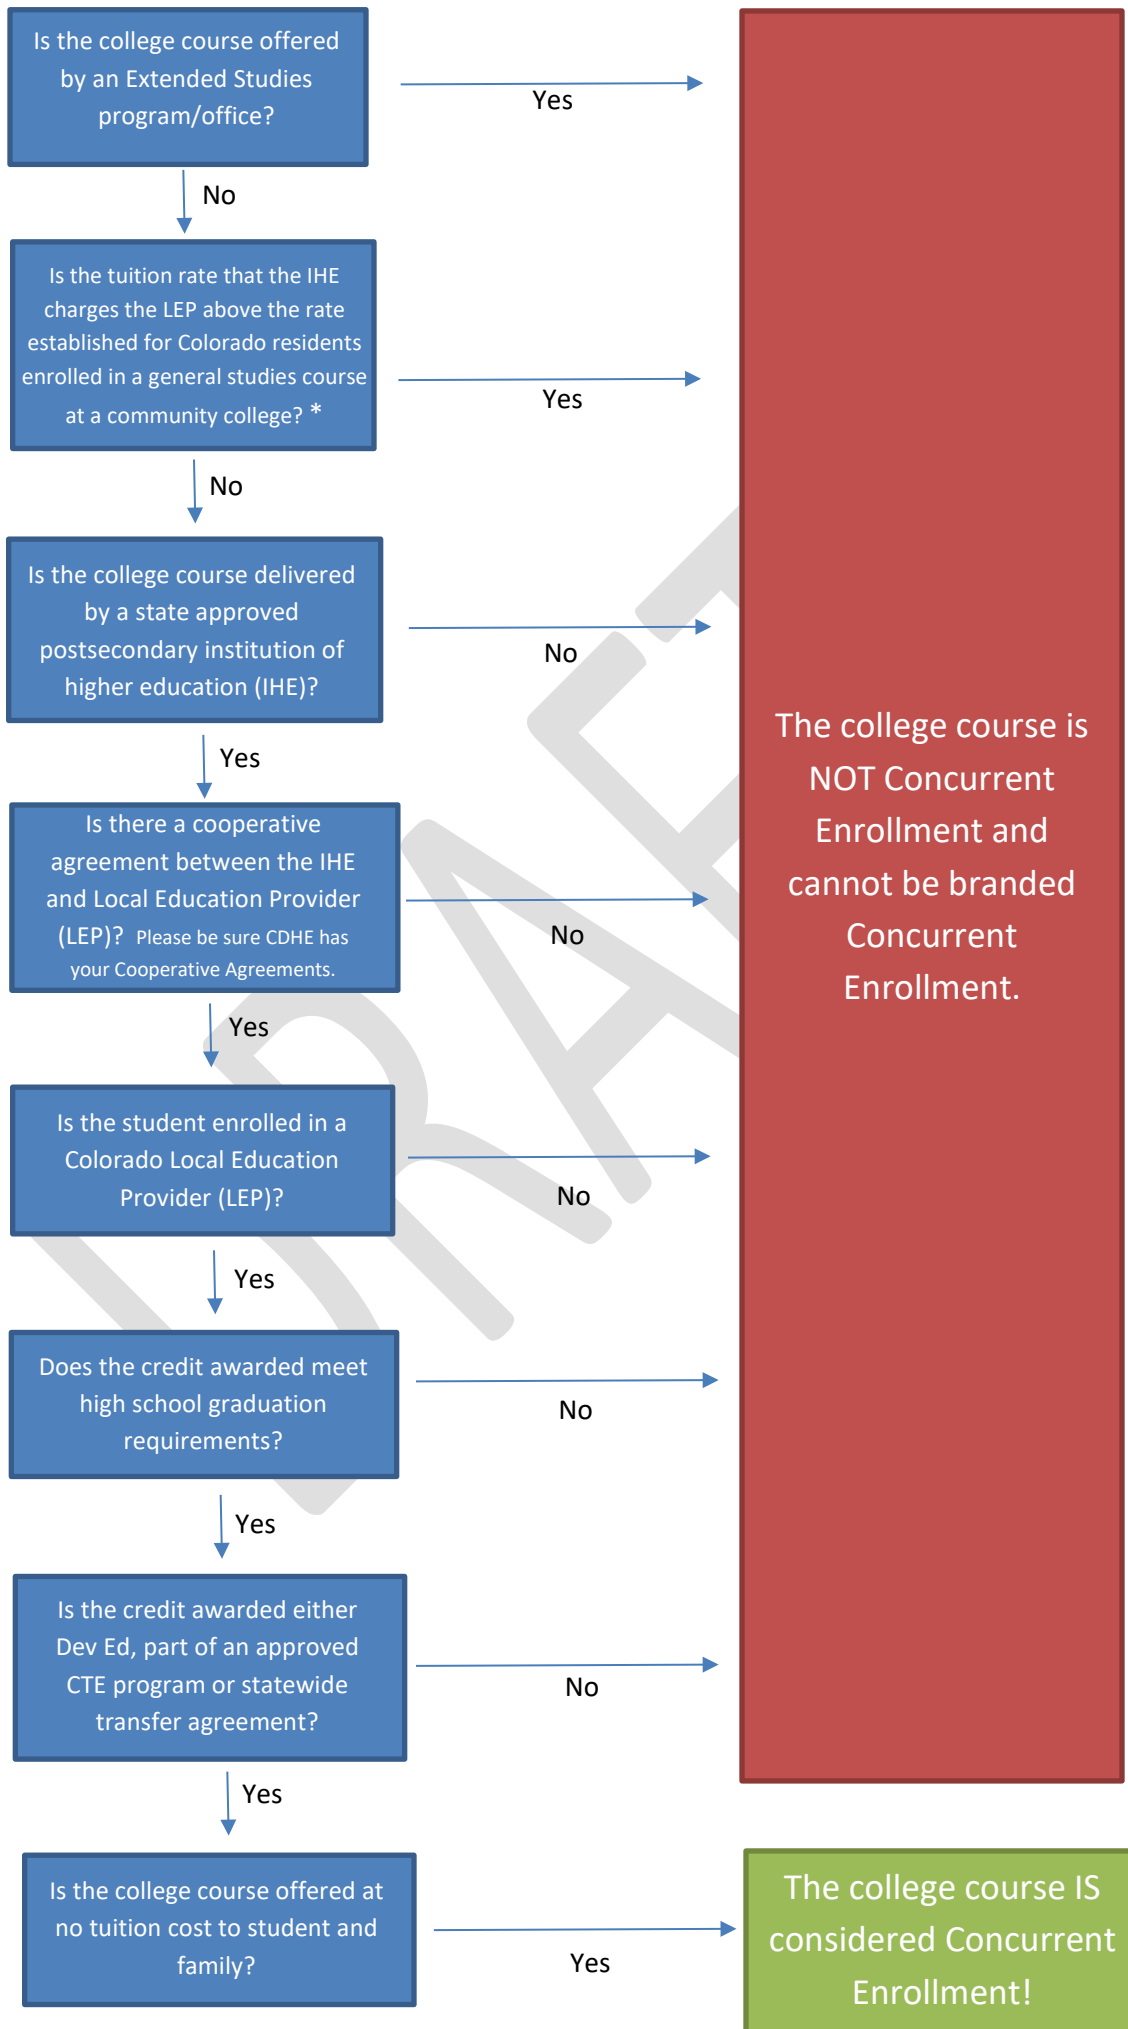 Is the college course offered
by an Extended Studies
program/office?
Yes
No
Is the tuition rate that the IHE
charges the LEP above the rate
established for Colorado residents
enrolled in a general studies course
at a community college? *
Yes
No
Is the college course delivered
by a state approved
postsecondary institution of
higher education (IHE)?
No
Yes
Is there a cooperative
agreement between the IHE
and Local Education Provider
(LEP)? Please be sure CDHE has
your Cooperative Agreements.
No
Yes
Is the student enrolled in a
Colorado Local Education
Provider (LEP)?
No
Yes
Does the credit awarded meet
high school graduation
requirements?
No
Yes
Is the credit awarded either
Dev Ed, part of an approved
CTE program or statewide
transfer agreement?
No
Yes
Is the college course offered at
no tuition cost to student and
family?
Yes
The college course is
NOT Concurrent
Enrollment and
cannot be branded
Concurrent
Enrollment.
The college course IS
considered Concurrent
Enrollment!
DRAFT